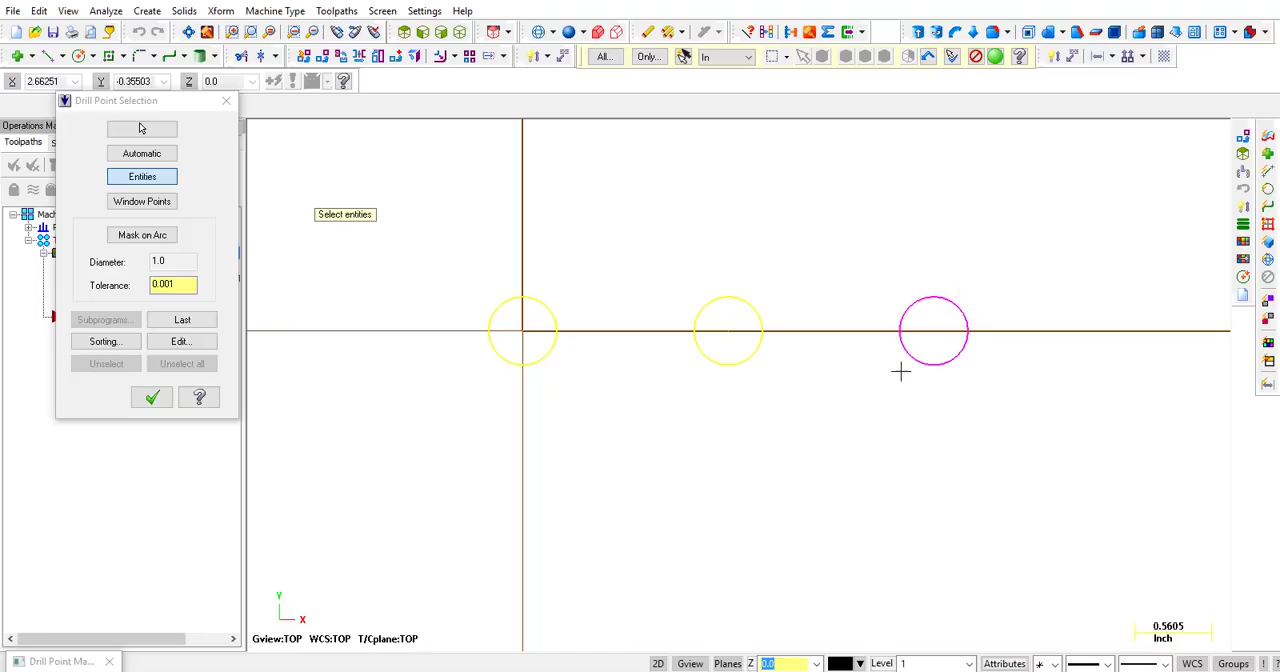 File Edit View Analyze Create Solids Xform Machine Type Toolpaths Screen Settings Help
All... Only... In
X 2.66251 Y -0.35503 Z 0.0
Drill Point Selection
Operations Ma
Toolpaths S
Automatic
Entities
Window Points
Mask on Arc
Diameter: 1.0
Tolerance: 0.001
Subprograms... Last
Sorting... Edit...
Unselect Unselect all
Mach
Select entities
Y
X
Gview:TOP WCS:TOP T/Cplane:TOP
0.5605
Inch
Drill Point Ma...
2D Gview Planes Z 0.0 Level 1 Attributes WCS Groups